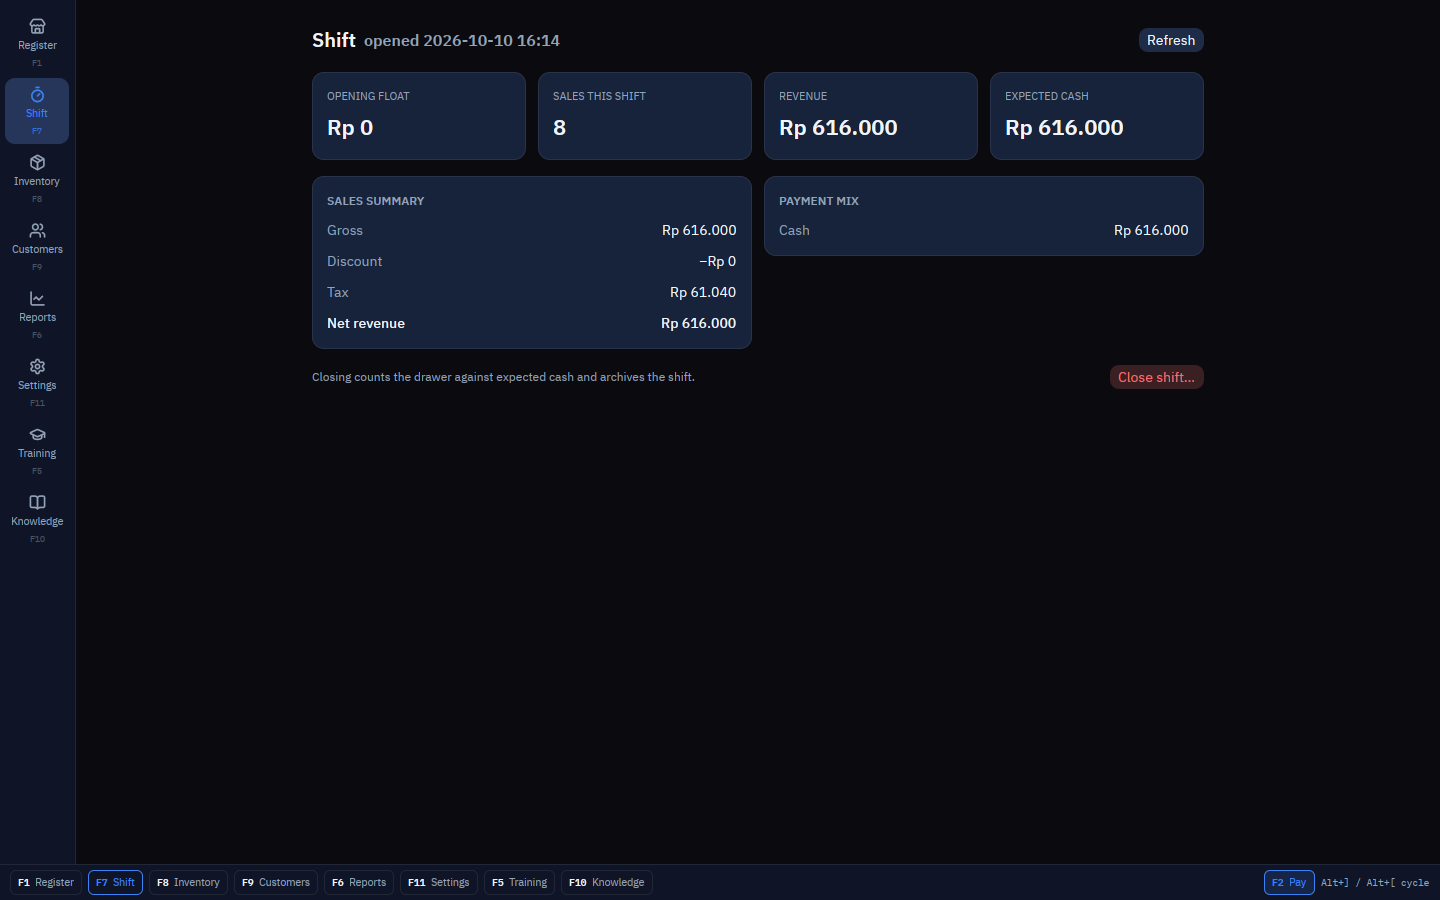 Register
F1
Shift
F7
Inventory
F8
Customers
F9
Reports
F6
Settings
F11
Training
F5
Knowledge
F10
Shift opened 2026-10-10 16:14
Refresh
OPENING FLOAT
Rp 0
SALES THIS SHIFT
8
REVENUE
Rp 616.000
EXPECTED CASH
Rp 616.000
SALES SUMMARY
Gross Rp 616.000
Discount −Rp 0
Tax Rp 61.040
Net revenue Rp 616.000
PAYMENT MIX
Cash Rp 616.000
Closing counts the drawer against expected cash and archives the shift.
Close shift…
F1 Register F7 Shift F8 Inventory F9 Customers F6 Reports F11 Settings F5 Training F10 Knowledge F2 Pay Alt+] / Alt+[ cycle